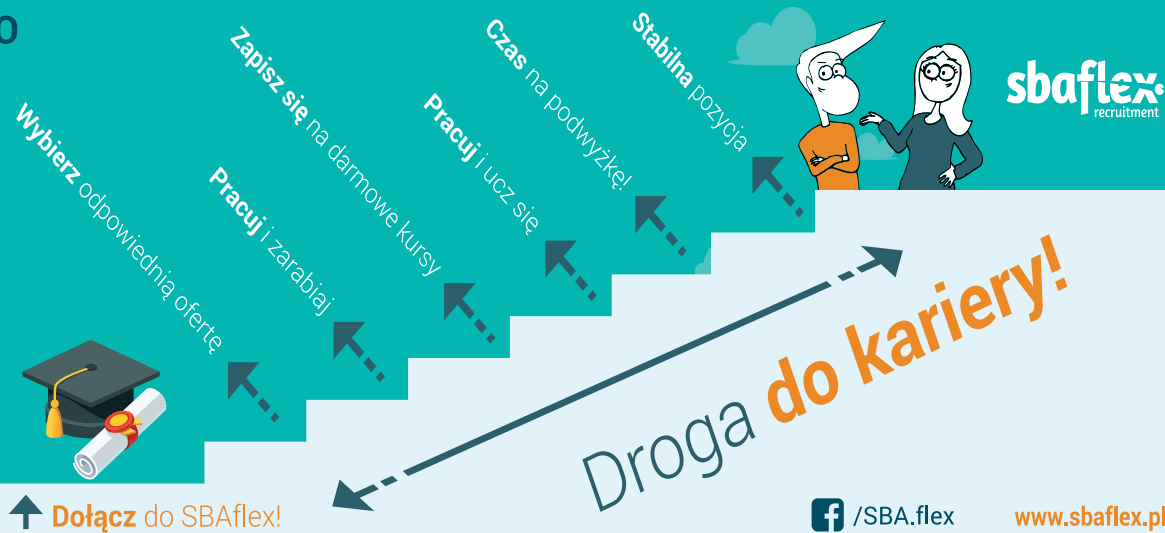 Wybierz odpowiednią ofertę
Pracuj i zarabiaj
Zapisz się na darmowe kursy
Pracuj i ucz się
Czas na podwyżkę!
Stabilna pozycja
sbaflex
recruitment
Droga do kariery!
Dołącz do SBAflex!
/SBA.flex
www.sbaflex.pl